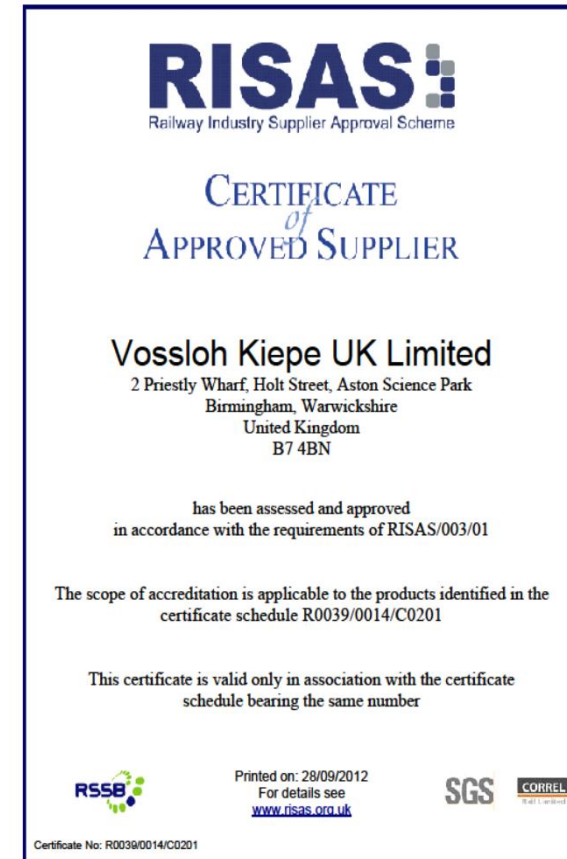 RISAS
Railway Industry Supplier Approval Scheme
CERTIFICATE
of
APPROVED SUPPLIER
Vossloh Kiepe UK Limited
2 Priestly Wharf, Holt Street, Aston Science Park
Birmingham, Warwickshire
United Kingdom
B7 4BN
has been assessed and approved
in accordance with the requirements of RISAS/003/01
The scope of accreditation is applicable to the products identified in the
certificate schedule R0039/0014/C0201
This certificate is valid only in association with the certificate
schedule bearing the same number
RSSB
Printed on: 28/09/2012
For details see
www.risas.org.uk
SGS
CORREL
Rail Limited
Certificate No: R0039/0014/C0201